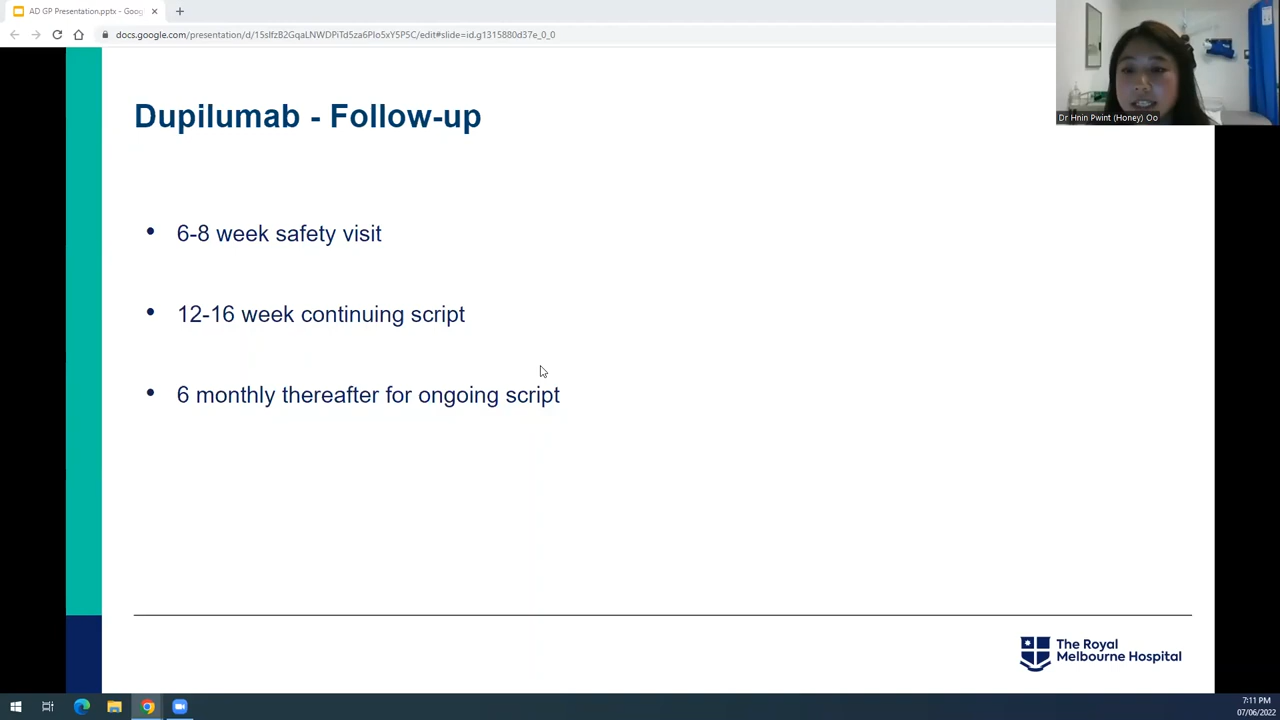 AD GP Presentation.pptx - Goog
docs.google.com/presentation/d/15slfzB2GqaLNWDPiTd5za6PIo5xY5P5C/edit#slide=id.g1315880d37e_0_0
Dr Hnin Pwint (Honey) Oo
Dupilumab - Follow-up
• 6-8 week safety visit
• 12-16 week continuing script
• 6 monthly thereafter for ongoing script
The Royal
Melbourne Hospital
7:11 PM
07/06/2022